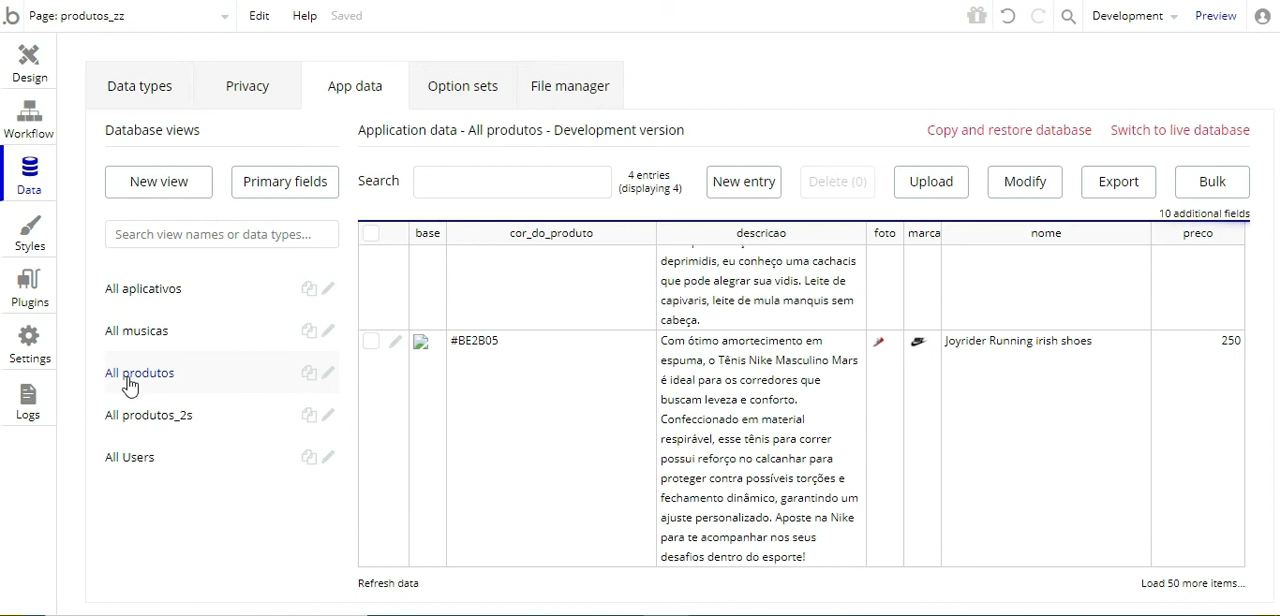 .b Page: produtos_zz Edit Help Saved Development Preview
Design
Workflow
Data
Styles
Plugins
Settings
Logs
Data types Privacy App data Option sets File manager
Database views
New view Primary fields
Search view names or data types...
All aplicativos
All musicas
All produtos
All produtos_2s
All Users
Application data - All produtos - Development version Copy and restore database Switch to live database
Search 4 entries
(displaying 4)
New entry Delete (0) Upload Modify Export Bulk
10 additional fields
base cor_do_produto descricao foto marca nome preco
deprimidis, eu conheço uma cachacis
que pode alegrar sua vidis. Leite de
capivaris, leite de mula manquis sem
cabeça.
#BE2B05 Com ótimo amortecimento em Joyrider Running irish shoes 250
espuma, o Tênis Nike Masculino Mars
é ideal para os corredores que
buscam leveza e conforto.
Confeccionado em material
respirável, esse tênis para correr
possui reforço no calcanhar para
proteger contra possíveis torções e
fechamento dinâmico, garantindo um
ajuste personalizado. Aposte na Nike
para te acompanhar nos seus
desafios dentro do esporte!
Refresh data Load 50 more items...